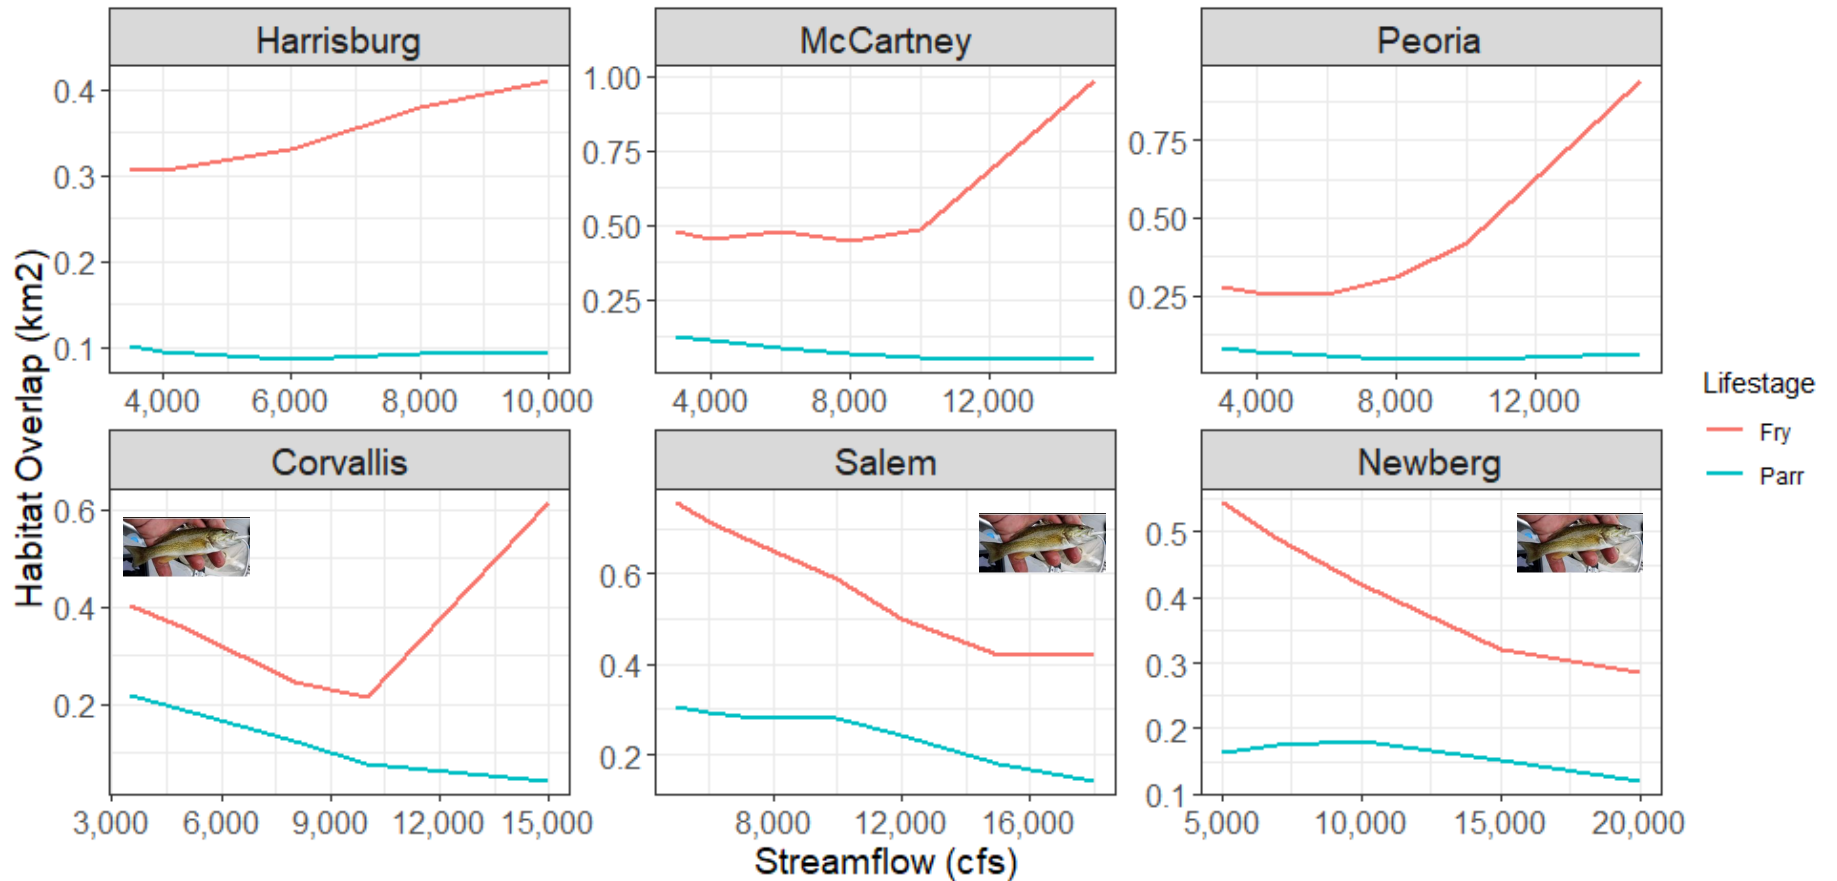 Harrisburg
McCartney
Peoria
0.4
0.3
0.2
0.1
4,000 6,000 8,000 10,000
1.00
0.75
0.50
0.25
4,000 8,000 12,000
0.75
0.50
0.25
4,000 8,000 12,000
Habitat Overlap (km2)
Corvallis
Salem
Newberg
0.6
0.4
0.2
3,000 6,000 9,000 12,000 15,000
0.6
0.4
0.2
8,000 12,000 16,000
0.5
0.4
0.3
0.2
0.1
5,000 10,000 15,000 20,000
Streamflow (cfs)
Lifestage
Fry
Parr